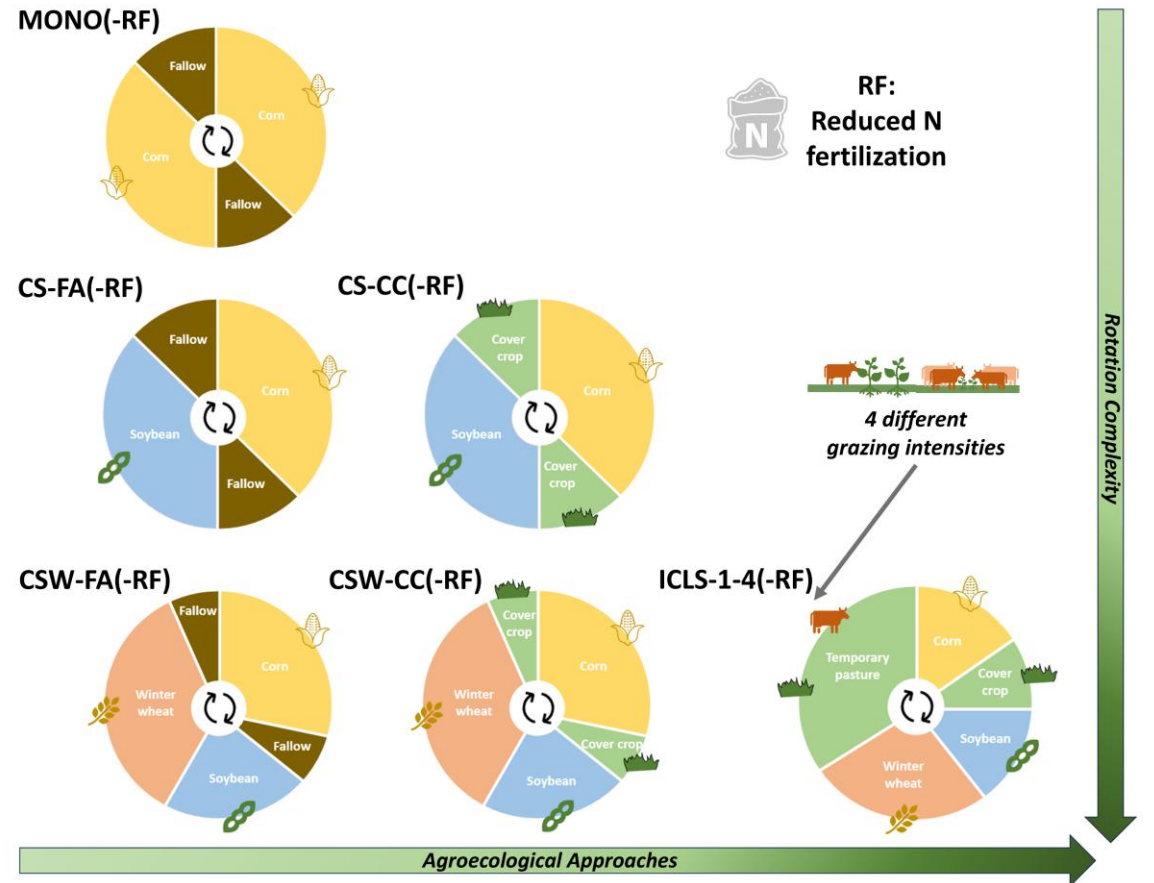 MONO(-RF)
Fallow
Corn
Corn
Fallow
N
RF:
Reduced N
fertilization
CS-FA(-RF)
Fallow
Corn
Soybean
Fallow
CS-CC(-RF)
Cover
crop
Corn
Soybean
Cover
crop
4 different
grazing intensities
Rotation Complexity
CSW-FA(-RF)
Fallow
Corn
Winter
wheat
Fallow
Soybean
CSW-CC(-RF)
Cover
crop
Corn
Winter
wheat
Cover crop
Soybean
ICLS-1-4(-RF)
Corn
Temporary
pasture
Cover
crop
Soybean
Winter
wheat
Agroecological Approaches